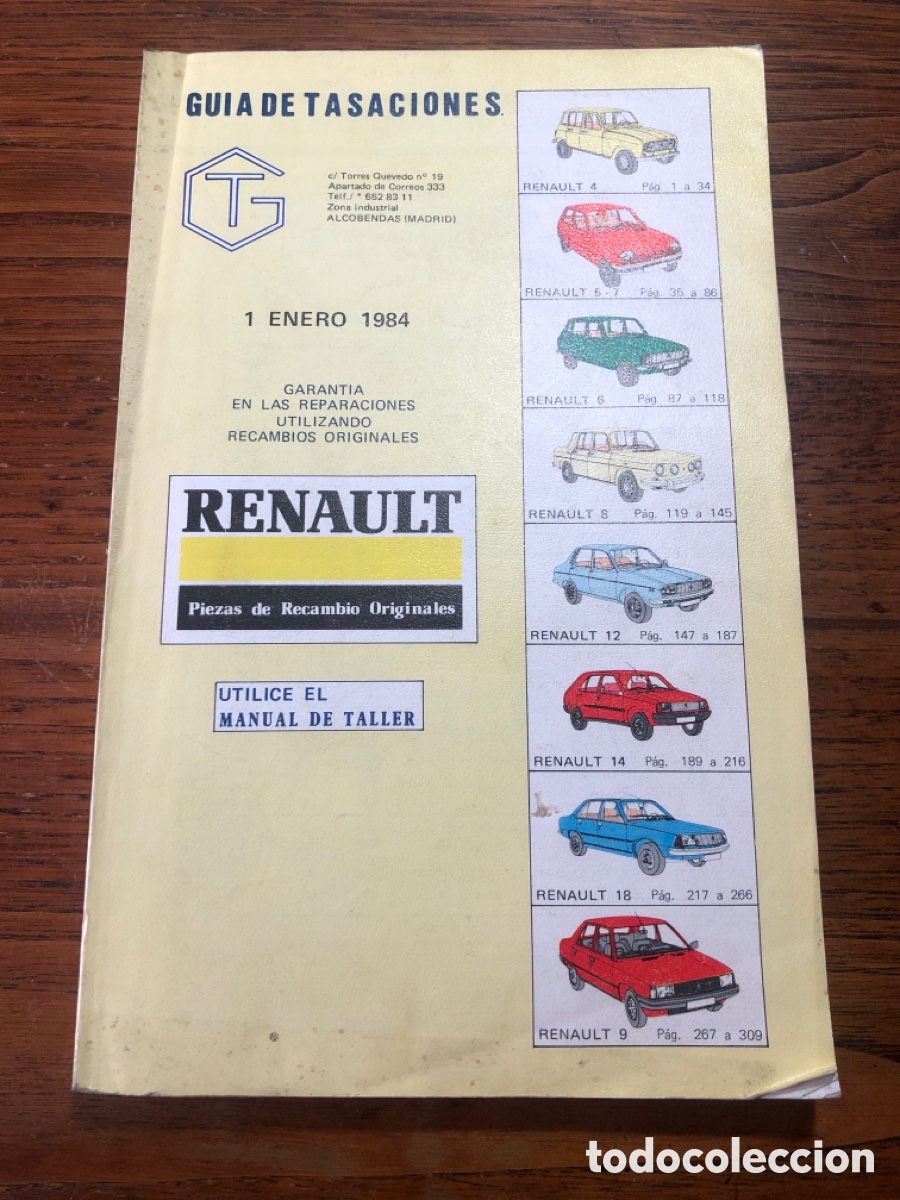 GUIA DE TASACIONES.
GT
c/ Torres Quevedo nº 19
Apartado de Correos 333
Telf./ * 652 83 11
Zona Industrial
ALCOBENDAS (MADRID)
1 ENERO 1984
GARANTIA
EN LAS REPARACIONES
UTILIZANDO
RECAMBIOS ORIGINALES
RENAULT
Piezas de Recambio Originales
UTILICE EL
MANUAL DE TALLER
RENAULT 4 Pág. 1 a 34
RENAULT 5 - 7 Pág. 35 a 86
RENAULT 6 Pág. 87 a 118
RENAULT 8 Pág. 119 a 145
RENAULT 12 Pág. 147 a 187
RENAULT 14 Pág. 189 a 216
RENAULT 18 Pág. 217 a 266
RENAULT 9 Pág. 267 a 309
todocoleccion